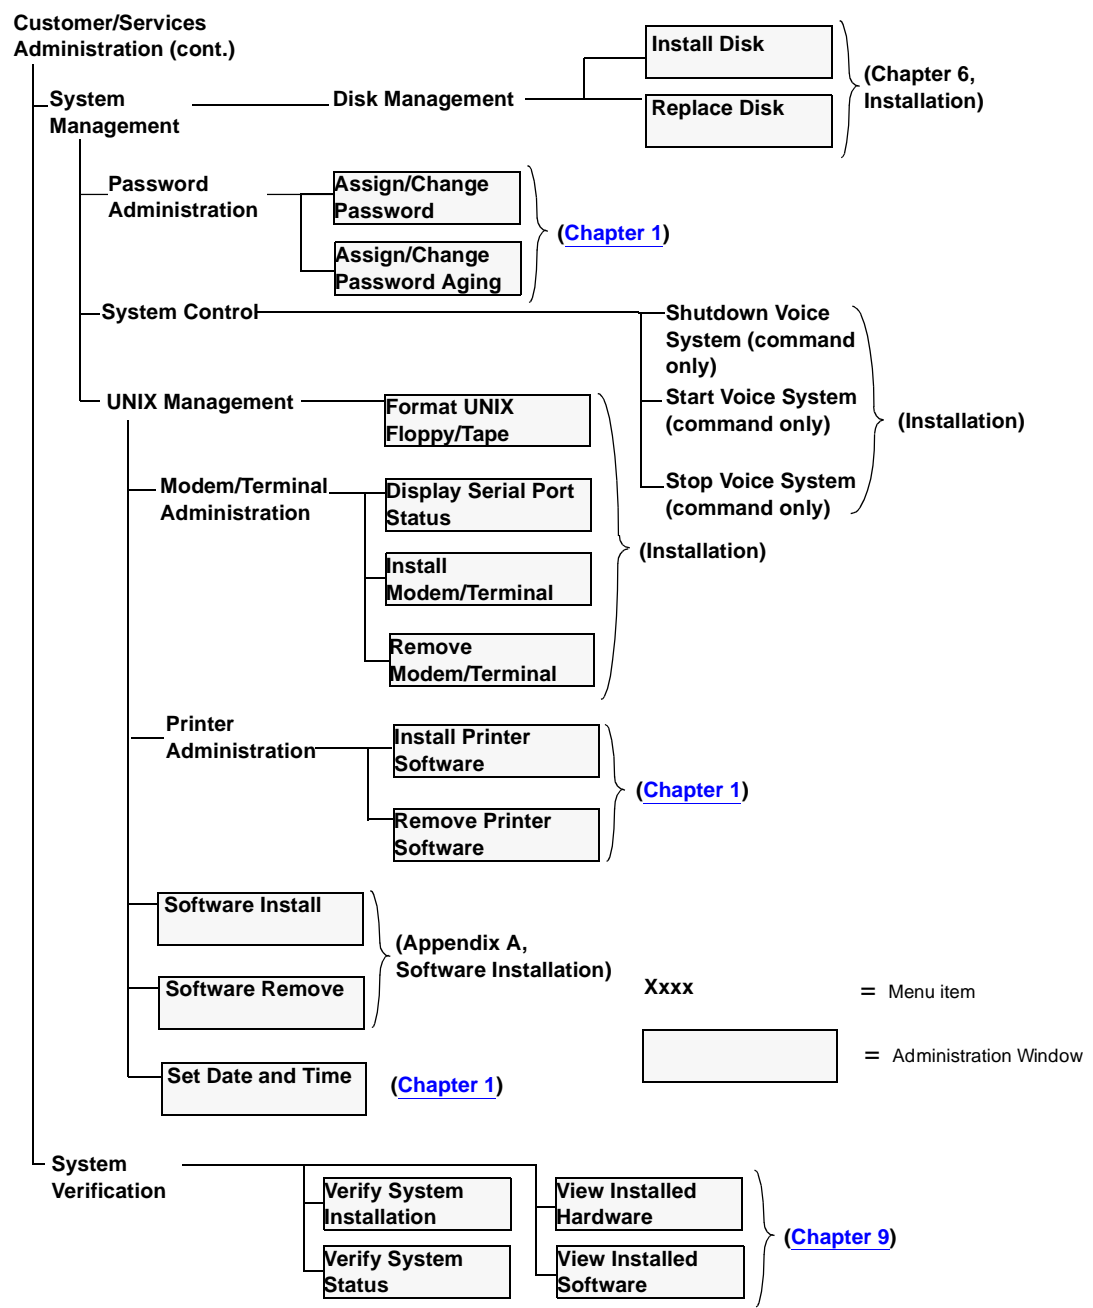 Customer/Services
Administration (cont.)
System
Management
Disk Management
Install Disk
Replace Disk
(Chapter 6,
Installation)
Password
Administration
Assign/Change
Password
Assign/Change
Password Aging
(Chapter 1)
System Control
Shutdown Voice
System (command
only)
Start Voice System
(command only)
Stop Voice System
(command only)
(Installation)
UNIX Management
Format UNIX
Floppy/Tape
Modem/Terminal
Administration
Display Serial Port
Status
Install
Modem/Terminal
Remove
Modem/Terminal
(Installation)
Printer
Administration
Install Printer
Software
Remove Printer
Software
(Chapter 1)
Software Install
Software Remove
(Appendix A,
Software Installation)
Set Date and Time
(Chapter 1)
Xxxx = Menu item
= Administration Window
System
Verification
Verify System
Installation
Verify System
Status
View Installed
Hardware
View Installed
Software
(Chapter 9)